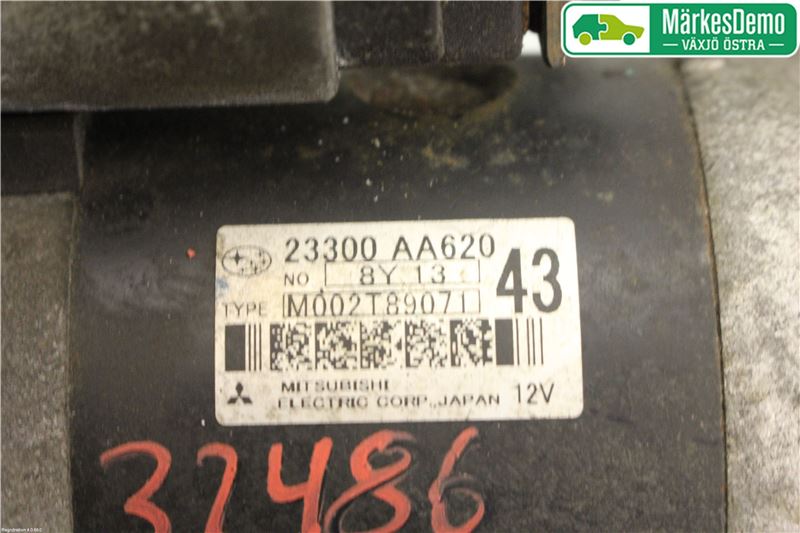 MärkesDemo
VÄXJÖ ÖSTRA
23300 AA620
NO 8Y 13
43
TYPE M002T89071
MITSUBISHI
ELECTRIC CORP., JAPAN 12V
37486